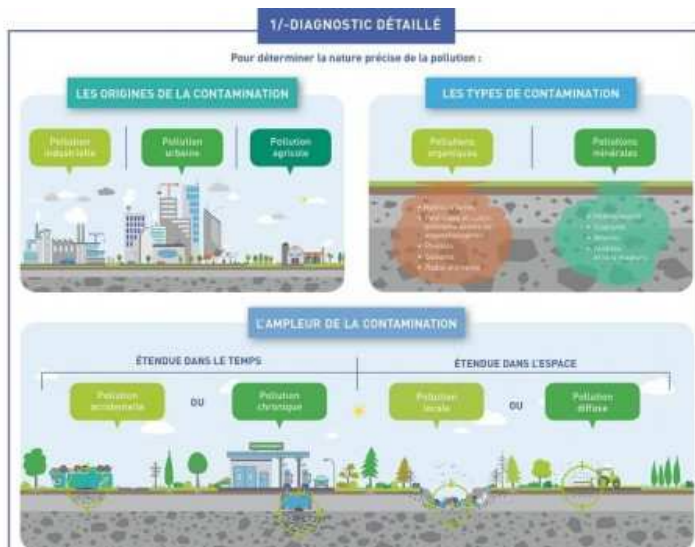 1/-DIAGNOSTIC DÉTAILLÉ
Pour déterminer la nature précise de la pollution :
LES ORIGINES DE LA CONTAMINATION
Pollution
industrielle
Pollution
urbaine
Pollution
agricole
LES TYPES DE CONTAMINATION
Pollutions
organiques
Pollutions
minérales
L'AMPLEUR DE LA CONTAMINATION
ÉTENDUE DANS LE TEMPS
Pollution
accidentelle
OU
Pollution
chronique
ÉTENDUE DANS L'ESPACE
Pollution
locale
OU
Pollution
diffuse